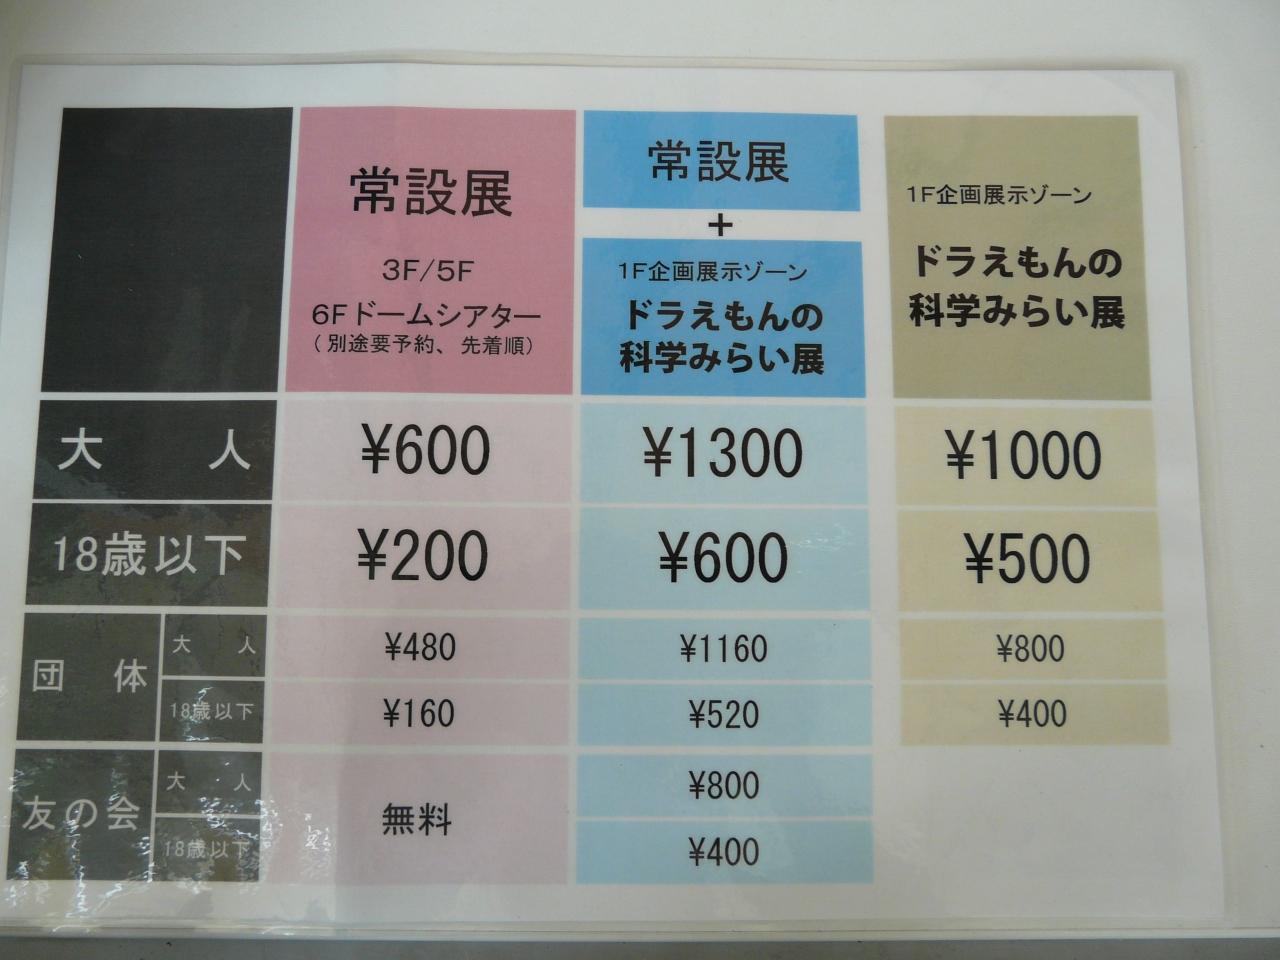 常設展
3F/5F
6Fドームシアター
(別途要予約、先着順)
常設展
+
1F企画展示ゾーン
ドラえもんの
科学みらい展
1F企画展示ゾーン
ドラえもんの
科学みらい展
大人 ¥600 ¥1300 ¥1000
18歳以下 ¥200 ¥600 ¥500
団体
大人 ¥480 ¥1160 ¥800
18歳以下 ¥160 ¥520 ¥400
友の会
大人 ¥800
無料
18歳以下 ¥400